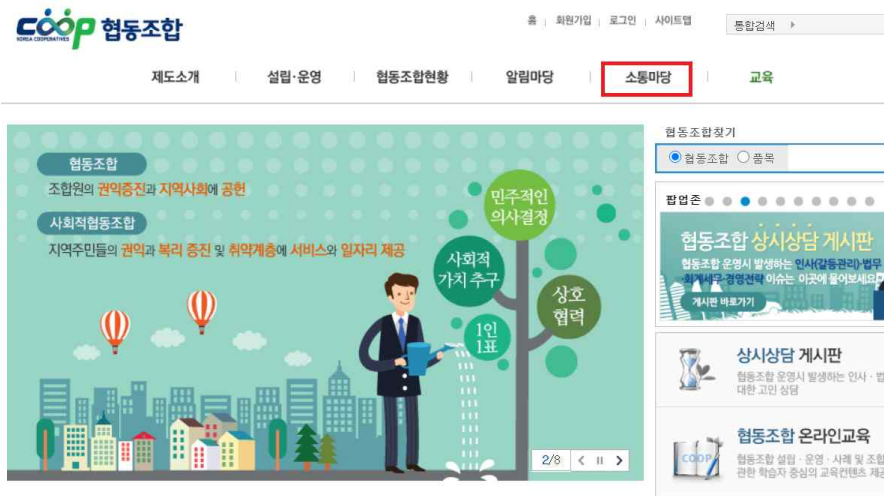 COOP 협동조합
KOREA COOPERATIVES
홈 회원가입 로그인 사이트맵
통합검색
제도소개 설립·운영 협동조합현황 알림마당 소통마당 교육
협동조합
조합원의 권익증진과 지역사회에 공헌
사회적협동조합
지역주민들의 권익과 복리 증진 및 취약계층에 서비스와 일자리 제공
민주적인
의사결정
사회적
가치 추구
상호
협력
1인
1표
2/8
협동조합찾기
협동조합 품목
팝업존
협동조합 상시상담 게시판
협동조합 운영시 발생하는 인사(갈등관리)·법무
·회계세무·경영전략 이슈는 이곳에 물어보세요
게시판 바로가기
상시상담 게시판
협동조합 운영시 발생하는 인사 · 법
대한 고민 상담
COOP
협동조합 온라인교육
협동조합 설립 · 운영 · 사례 및 조합
관한 학습자 중심의 교육컨텐츠 제공